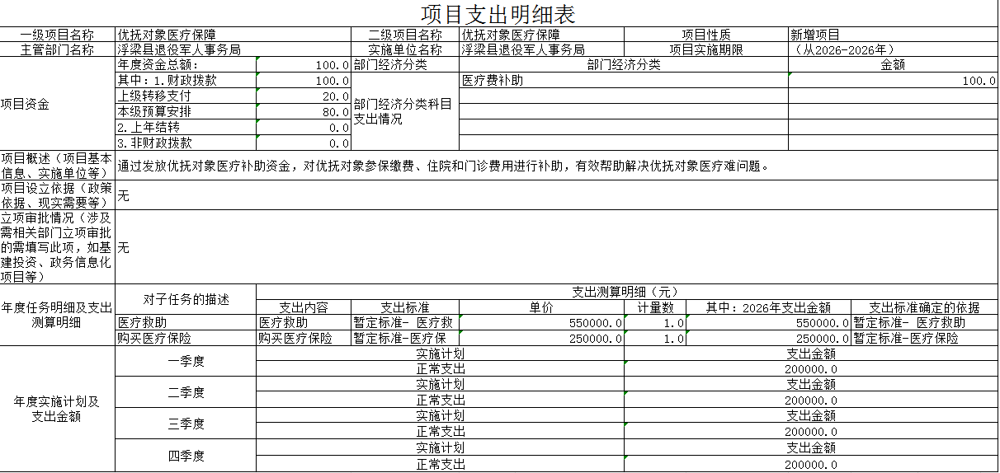 项目支出明细表
一级项目名称 优抚对象医疗保障 二级项目名称 优抚对象医疗保障 项目性质 新增项目
主管部门名称 浮梁县退役军人事务局 实施单位名称 浮梁县退役军人事务局 项目实施期限 （从2026-2026年）
项目资金 年度资金总额： 100.0 部门经济分类 部门经济分类 金额
其中：1.财政拨款 100.0 部门经济分类科目 医疗费补助 100.0
支出情况
上级转移支付 20.0
本级预算安排 80.0
2.上年结转 0.0
3.非财政拨款 0.0
项目概述（项目基本
信息、实施单位等）
通过发放优抚对象医疗补助资金，对优抚对象参保缴费、住院和门诊费用进行补助，有效帮助解决优抚对象医疗难问题。
项目设立依据（政策
依据、现实需要等）
无
立项审批情况（涉及
需相关部门立项审批
的需填写此项，如基
建投资、政务信息化
项目等）
无
年度任务明细及支出
测算明细
对子任务的描述 支出测算明细（元）
支出内容 支出标准 单价 计量数 其中：2026年支出金额 支出标准确定的依据
医疗救助 医疗救助 暂定标准- 医疗救 550000.0 1.0 550000.0 暂定标准- 医疗救助
购买医疗保险 购买医疗保险 暂定标准-医疗保 250000.0 1.0 250000.0 暂定标准-医疗保险
年度实施计划及
支出金额
一季度 实施计划 支出金额
正常支出 200000.0
二季度 实施计划 支出金额
正常支出 200000.0
三季度 实施计划 支出金额
正常支出 200000.0
四季度 实施计划 支出金额
正常支出 200000.0